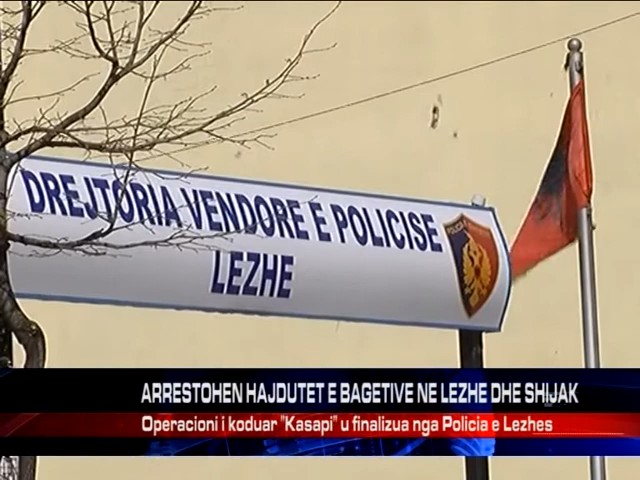 DREJTORIA VENDORE E POLICISE
LEZHE
POLICIA
ARRESTOHEN HAJDUTET E BAGETIVE NE LEZHE DHE SHIJAK
Operacioni i koduar "Kasapi" u finalizua nga Policia e Lezhes